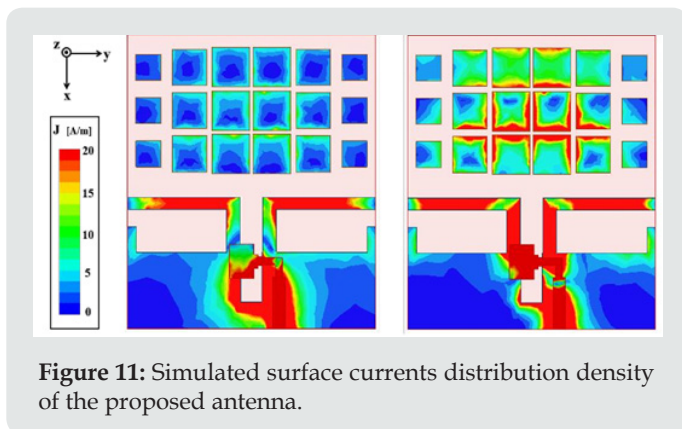 z
y
x
J [A/m]
20
15
10
5
0
Figure 11: Simulated surface currents distribution density
of the proposed antenna.